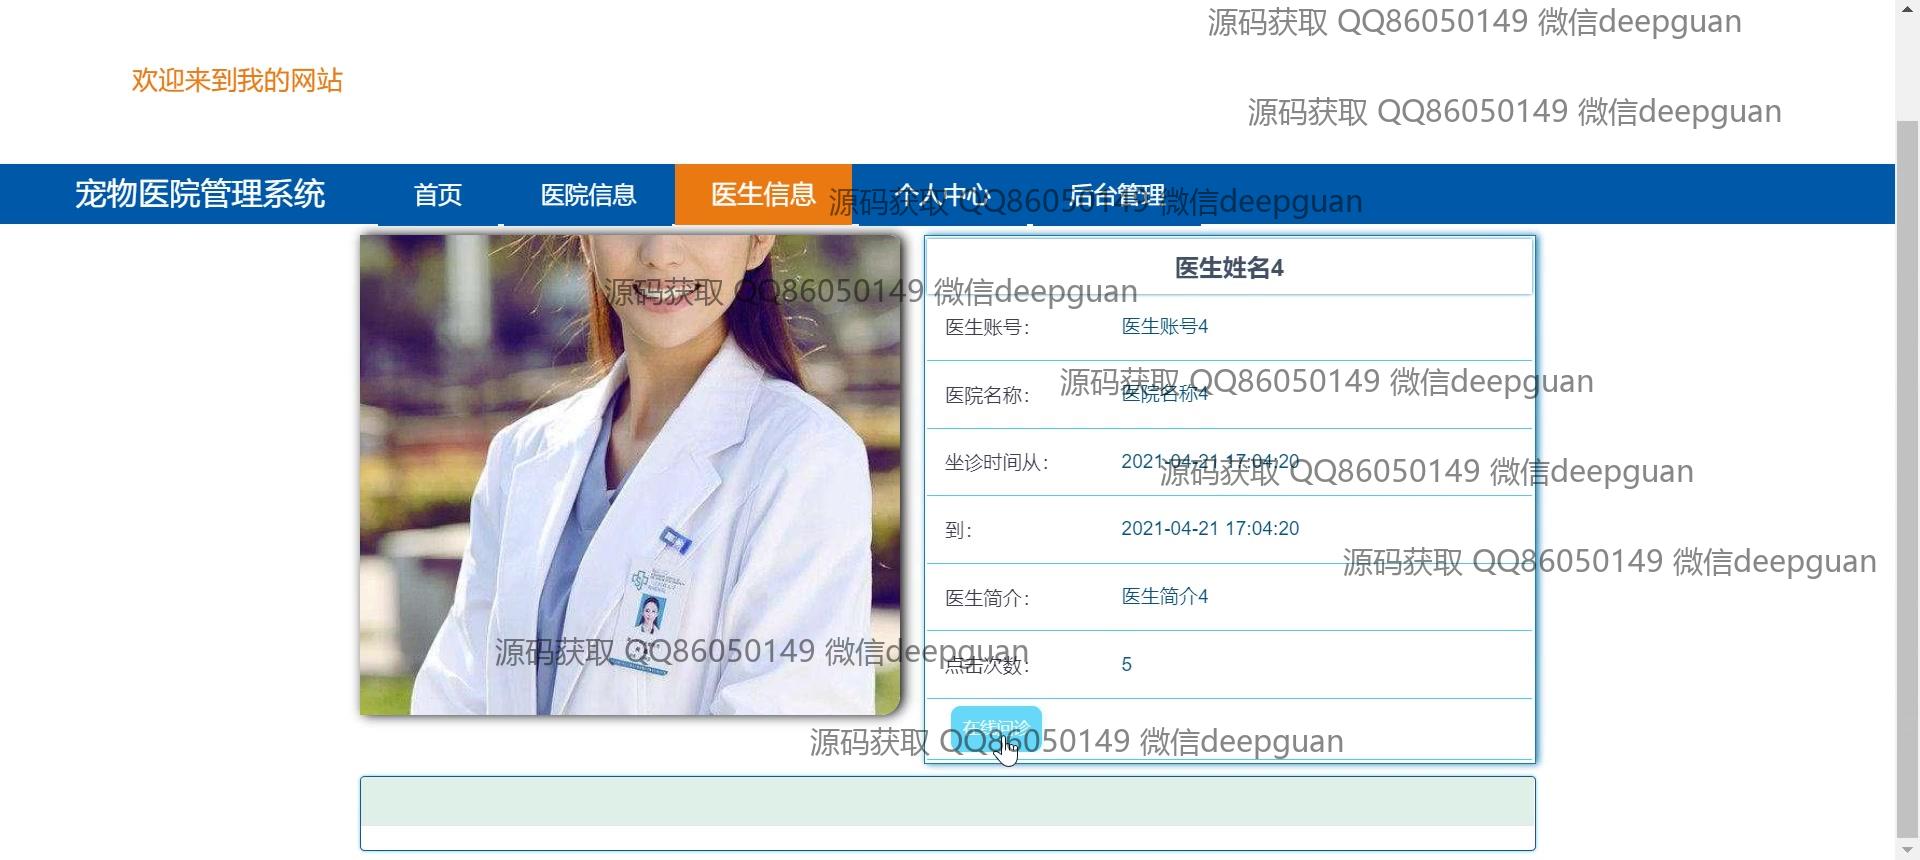 源码获取 QQ86050149 微信deepguan
欢迎来到我的网站
源码获取 QQ86050149 微信deepguan
宠物医院管理系统
首页
医院信息
医生信息
个人中心
后台管理
源码获取 QQ86050149 微信deepguan
医生姓名4
源码获取 QQ86050149 微信deepguan
医生账号： 医生账号4
源码获取 QQ86050149 微信deepguan
医院名称： 医院名称4
坐诊时间从： 2021-04-21 17:04:20
源码获取 QQ86050149 微信deepguan
到： 2021-04-21 17:04:20
源码获取 QQ86050149 微信deepguan
医生简介： 医生简介4
源码获取 QQ86050149 微信deepguan
点击次数： 5
在线问诊
源码获取 QQ86050149 微信deepguan